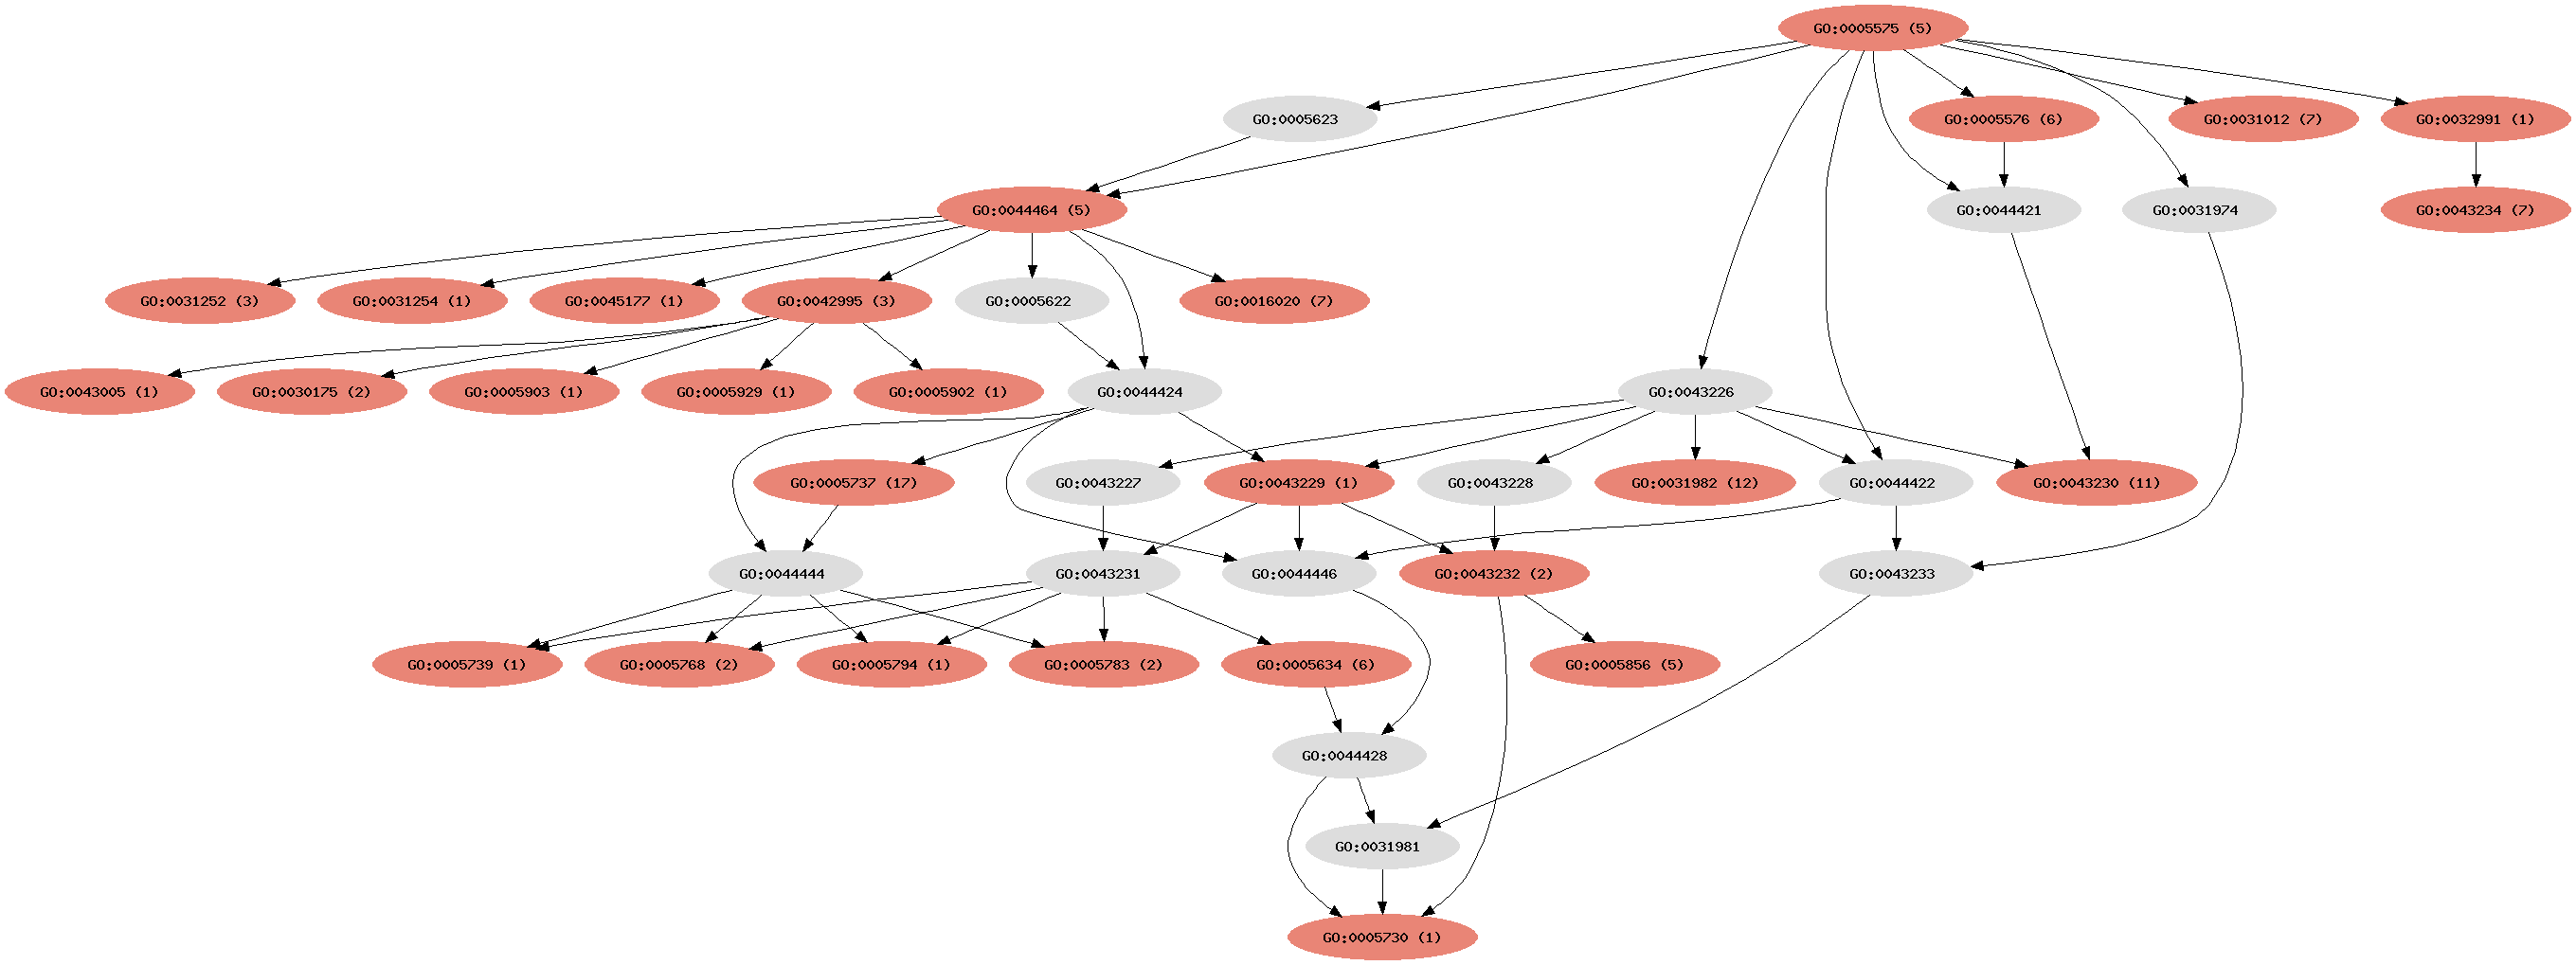 GO:0005575 (5)
GO:0005623
GO:0005576 (6)
GO:0031012 (7)
GO:0032991 (1)
GO:0044464 (5)
GO:0044421
GO:0031974
GO:0043234 (7)
GO:0031252 (3)
GO:0031254 (1)
GO:0045177 (1)
GO:0042995 (3)
GO:0005622
GO:0016020 (7)
GO:0043005 (1)
GO:0030175 (2)
GO:0005903 (1)
GO:0005929 (1)
GO:0005902 (1)
GO:0044424
GO:0043226
GO:0005737 (17)
GO:0043227
GO:0043229 (1)
GO:0043228
GO:0031982 (12)
GO:0044422
GO:0043230 (11)
GO:0044444
GO:0043231
GO:0044446
GO:0043232 (2)
GO:0043233
GO:0005739 (1)
GO:0005768 (2)
GO:0005794 (1)
GO:0005783 (2)
GO:0005634 (6)
GO:0005856 (5)
GO:0044428
GO:0031981
GO:0005730 (1)